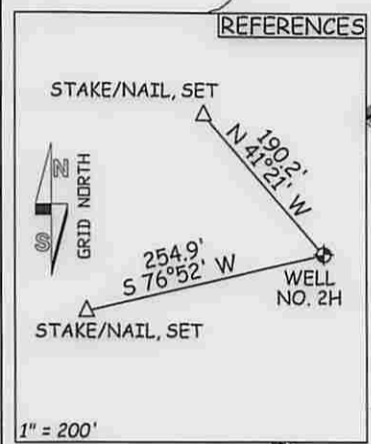 REFERENCES
STAKE/NAIL, SET
190.2'
N 41°21' W
N
S
GRID NORTH
254.9'
S 76°52' W
WELL
NO. 2H
STAKE/NAIL, SET
1" = 200'